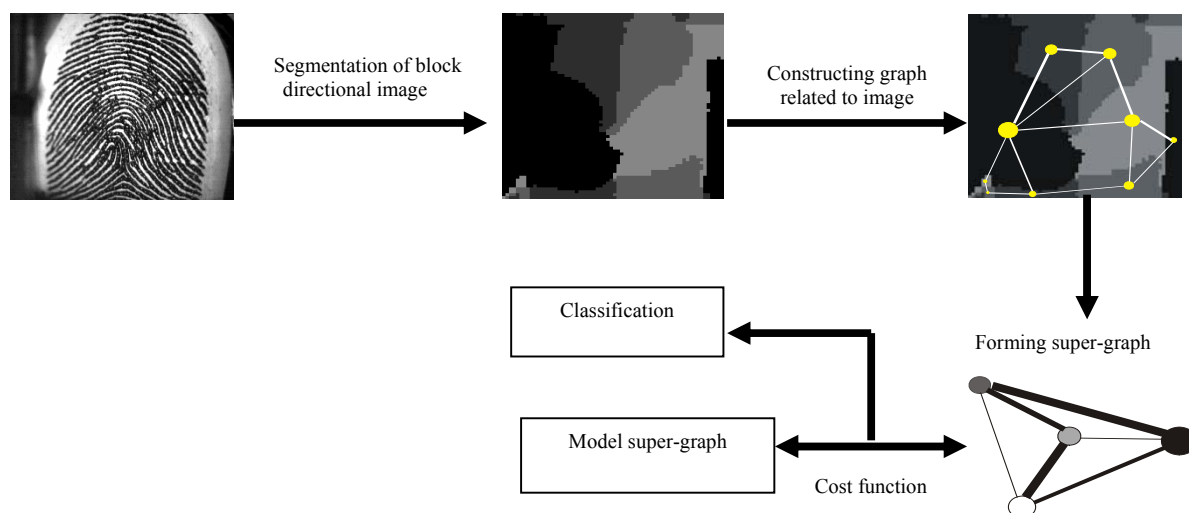 Segmentation of block
directional image
Constructing graph
related to image
Forming super-graph
Classification
Model super-graph
Cost function